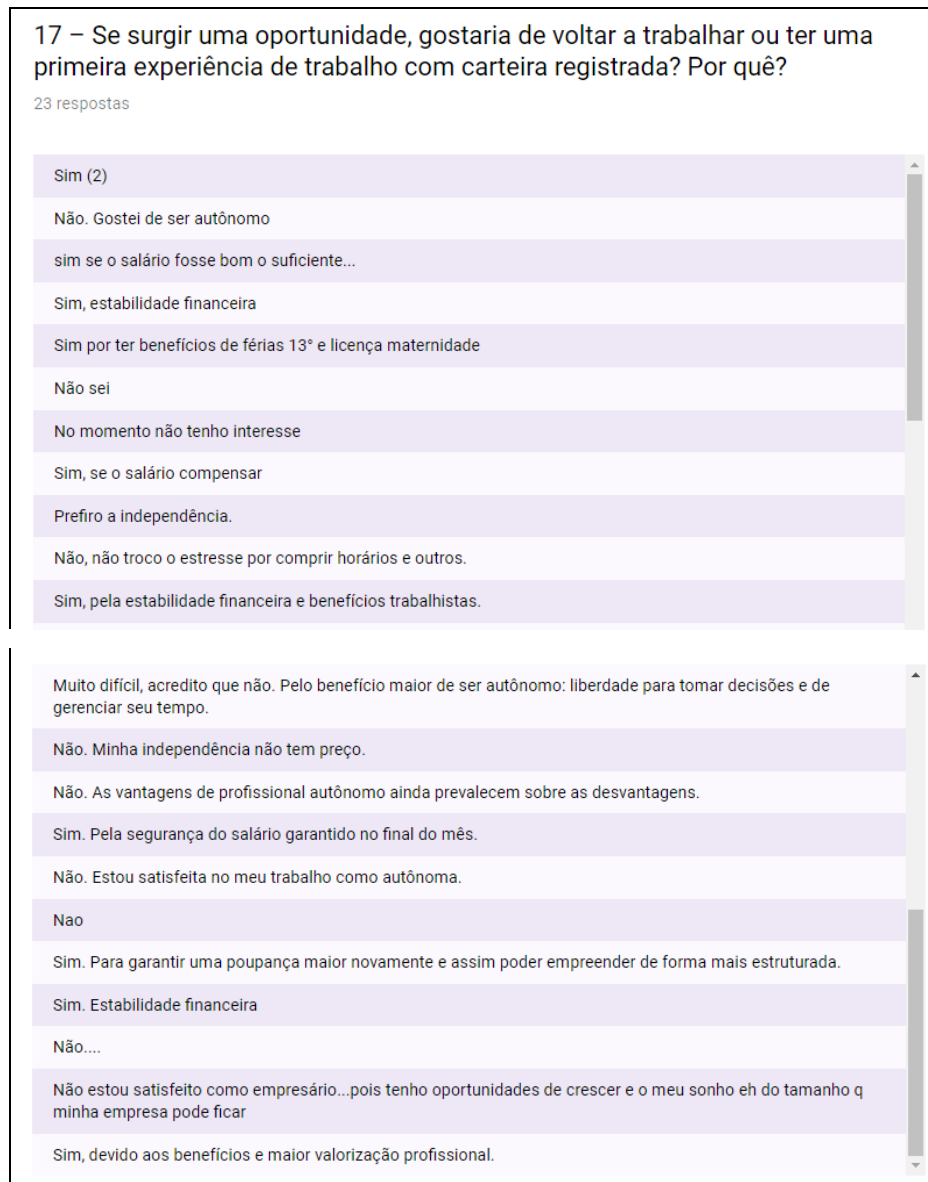 17 – Se surgir uma oportunidade, gostaria de voltar a trabalhar ou ter uma
primeira experiência de trabalho com carteira registrada? Por quê?
23 respostas
Sim (2)
Não. Gostei de ser autônomo
sim se o salário fosse bom o suficiente...
Sim, estabilidade financeira
Sim por ter benefícios de férias 13° e licença maternidade
Não sei
No momento não tenho interesse
Sim, se o salário compensar
Prefiro a independência.
Não, não troco o estresse por comprir horários e outros.
Sim, pela estabilidade financeira e benefícios trabalhistas.
Muito difícil, acredito que não. Pelo benefício maior de ser autônomo: liberdade para tomar decisões e de
gerenciar seu tempo.
Não. Minha independência não tem preço.
Não. As vantagens de profissional autônomo ainda prevalecem sobre as desvantagens.
Sim. Pela segurança do salário garantido no final do mês.
Não. Estou satisfeita no meu trabalho como autônoma.
Nao
Sim. Para garantir uma poupança maior novamente e assim poder empreender de forma mais estruturada.
Sim. Estabilidade financeira
Não....
Não estou satisfeito como empresário...pois tenho oportunidades de crescer e o meu sonho eh do tamanho q
minha empresa pode ficar
Sim, devido aos benefícios e maior valorização profissional.